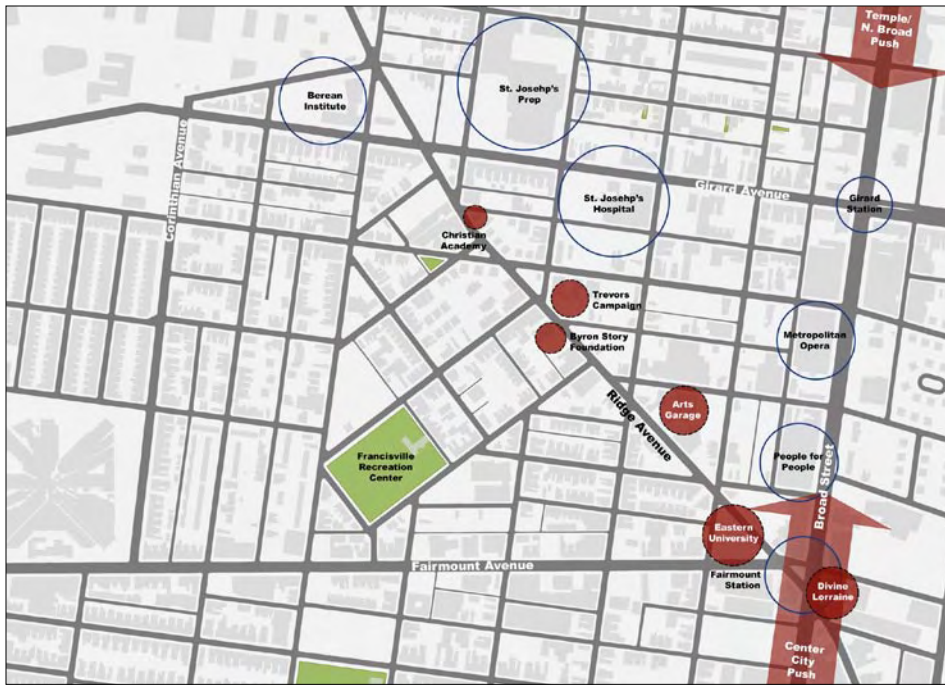 Temple/
N. Broad
Push
Berean
Institute
St. Josehp's
Prep
Corinthian Avenue
Girard Avenue
St. Josehp's
Hospital
Girard
Station
Christian
Academy
Trevors
Campaign
Byron Story
Foundation
Metropolitan
Opera
Ridge Avenue
Arts
Garage
Francisville
Recreation
Center
People for
People
Broad Street
Eastern
University
Fairmount Avenue
Fairmount
Station
Divine
Lorraine
Center
City
Push